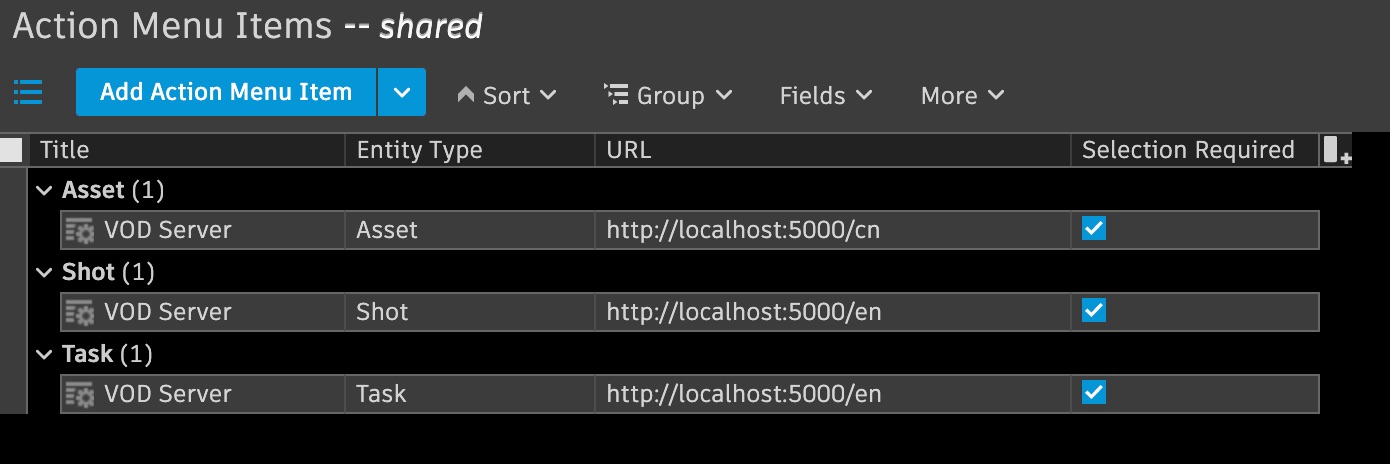 Action Menu Items -- shared
Add Action Menu Item Sort Group Fields More
Title Entity Type URL Selection Required
Asset (1)
VOD Server Asset http://localhost:5000/cn
Shot (1)
VOD Server Shot http://localhost:5000/en
Task (1)
VOD Server Task http://localhost:5000/en